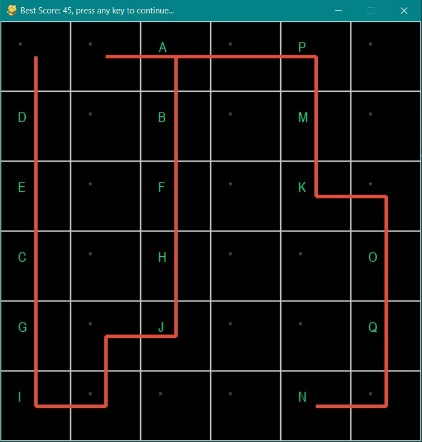 Best Score: 45, press any key to continue...
* * A * P *
D * B * M *
E * F * K *
C * H * * O
G * J * * Q
I * * * N *